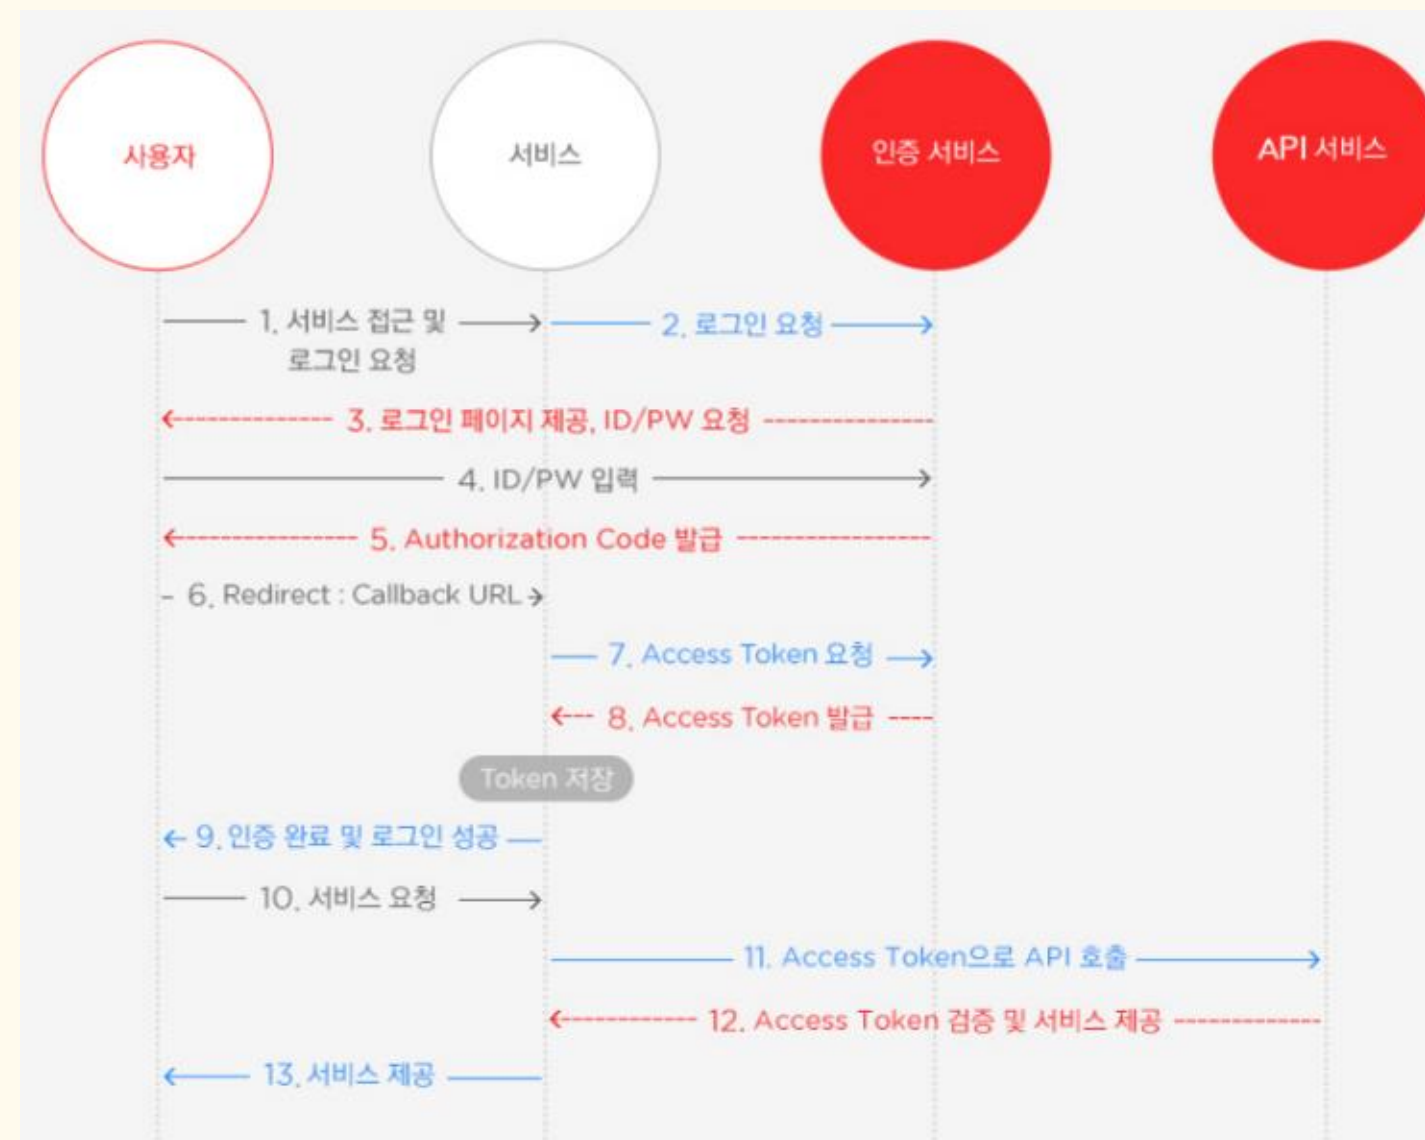 사용자
서비스
인증 서비스
API 서비스
1. 서비스 접근 및
로그인 요청
2. 로그인 요청
3. 로그인 페이지 제공, ID/PW 요청
4. ID/PW 입력
5. Authorization Code 발급
6. Redirect : Callback URL
7. Access Token 요청
8. Access Token 발급
Token 저장
9. 인증 완료 및 로그인 성공
10. 서비스 요청
11. Access Token으로 API 호출
12. Access Token 검증 및 서비스 제공
13. 서비스 제공